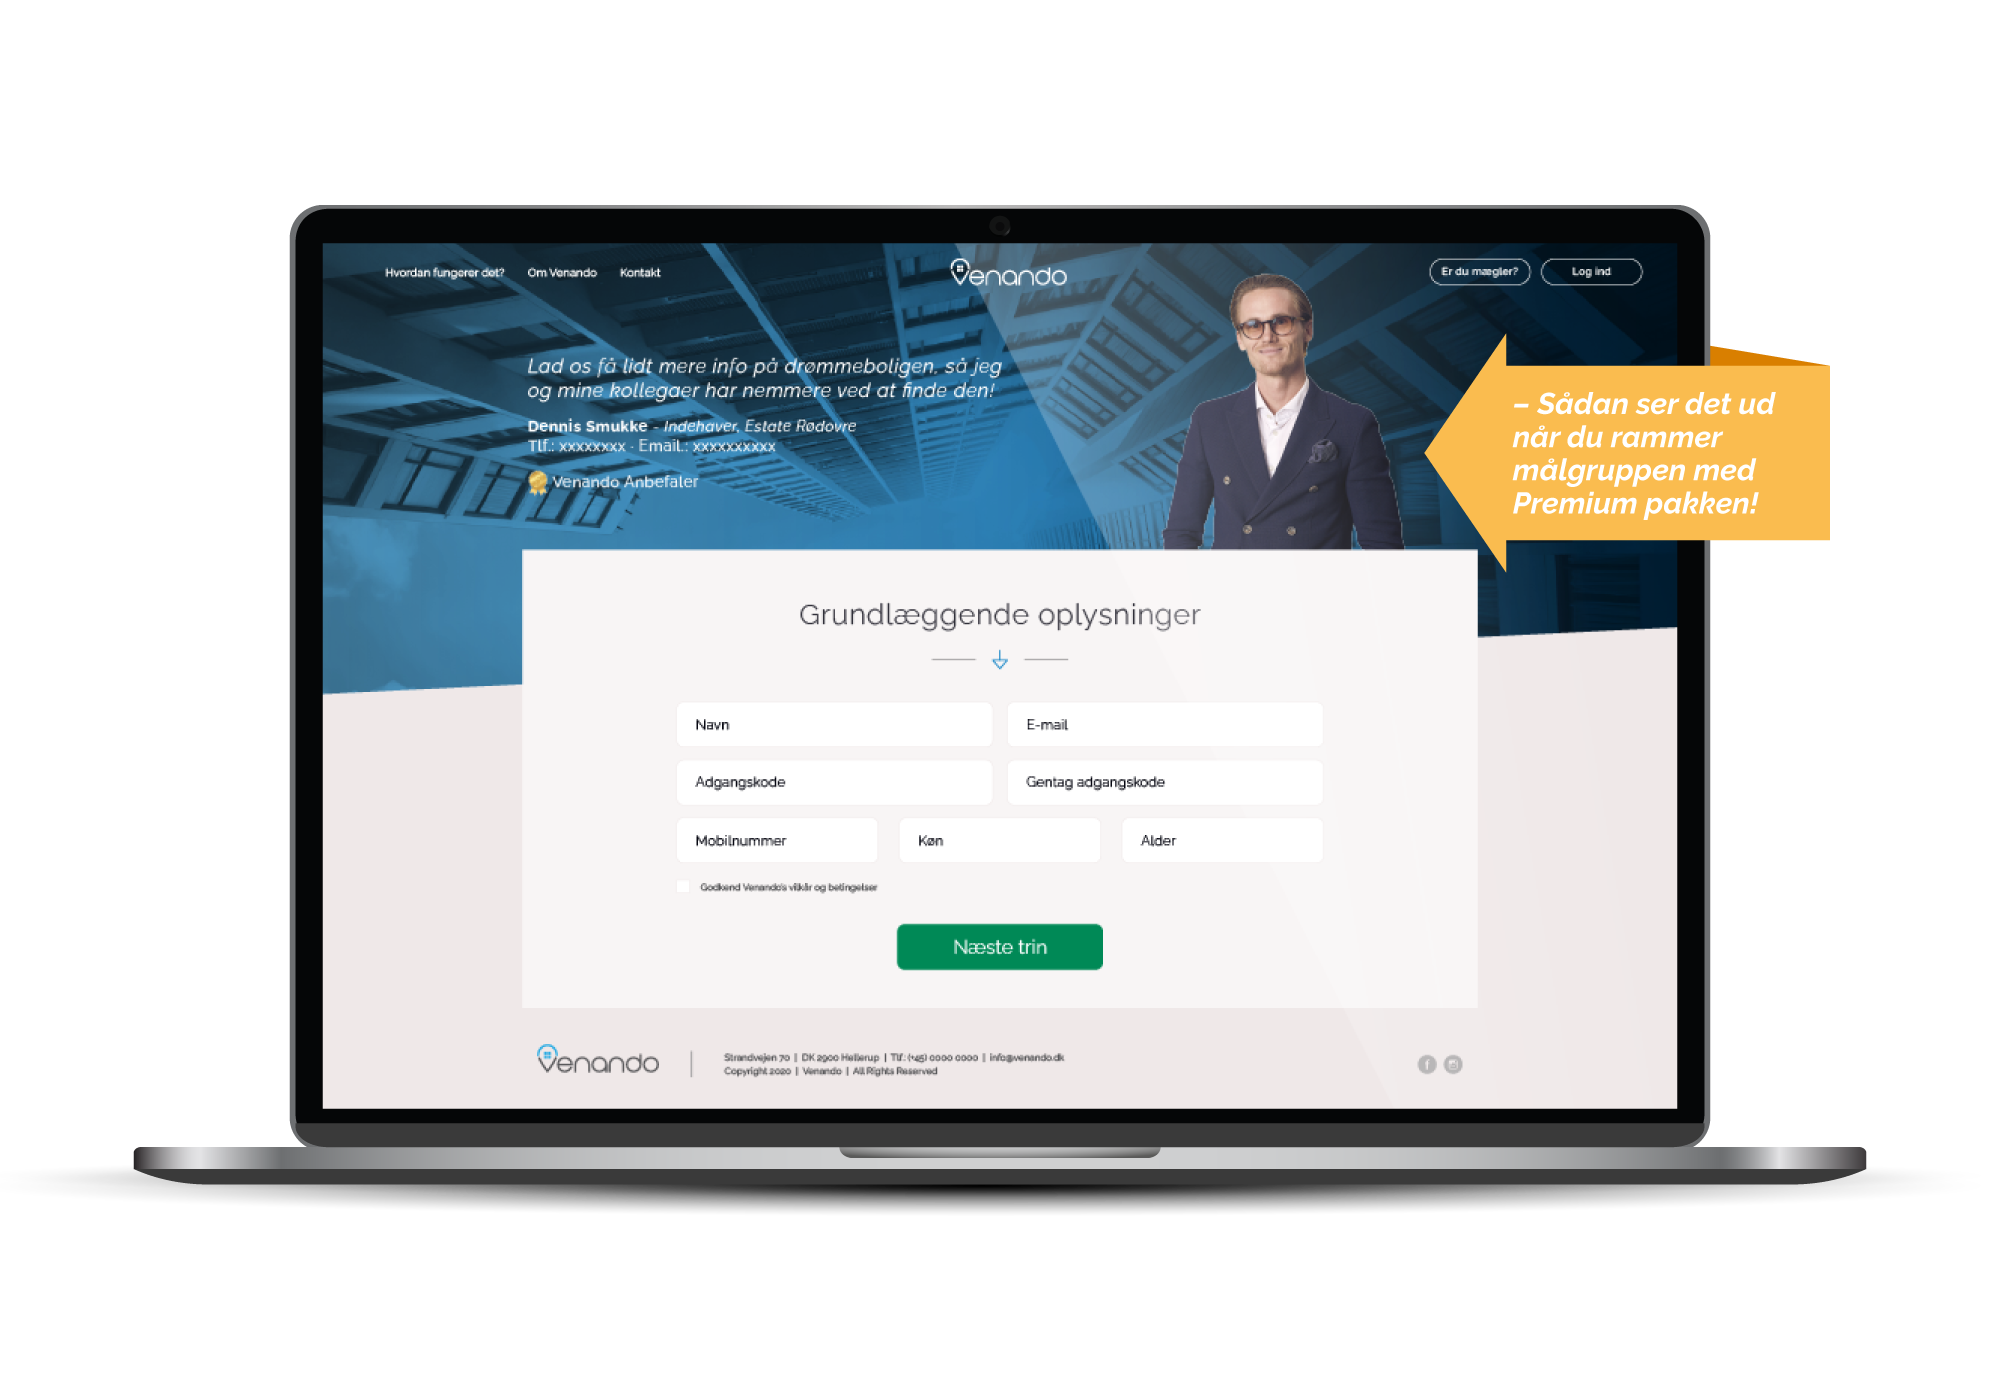 Hvordan fungerer det? Om Venando Kontakt
Venando
Er du mægler? Log ind
Lad os få lidt mere info på drømmeboligen, så jeg
og mine kollegaer har nemmere ved at finde den!
Dennis Smukke - Indehaver, Estate Rødovre
Tlf.: xxxxxxxx · Email.: xxxxxxxxxx
Venando Anbefaler
– Sådan ser det ud
når du rammer
målgruppen med
Premium pakken!
Grundlæggende oplysninger
Navn E-mail
Adgangskode Gentag adgangskode
Mobilnummer Køn Alder
Godkend Venando's vilkår og betingelser
Næste trin
Venando
Strandvejen 70 | DK 2900 Hellerup | Tlf.: (+45) 0000 0000 | info@venando.dk
Copyright 2020 | Venando | All Rights Reserved